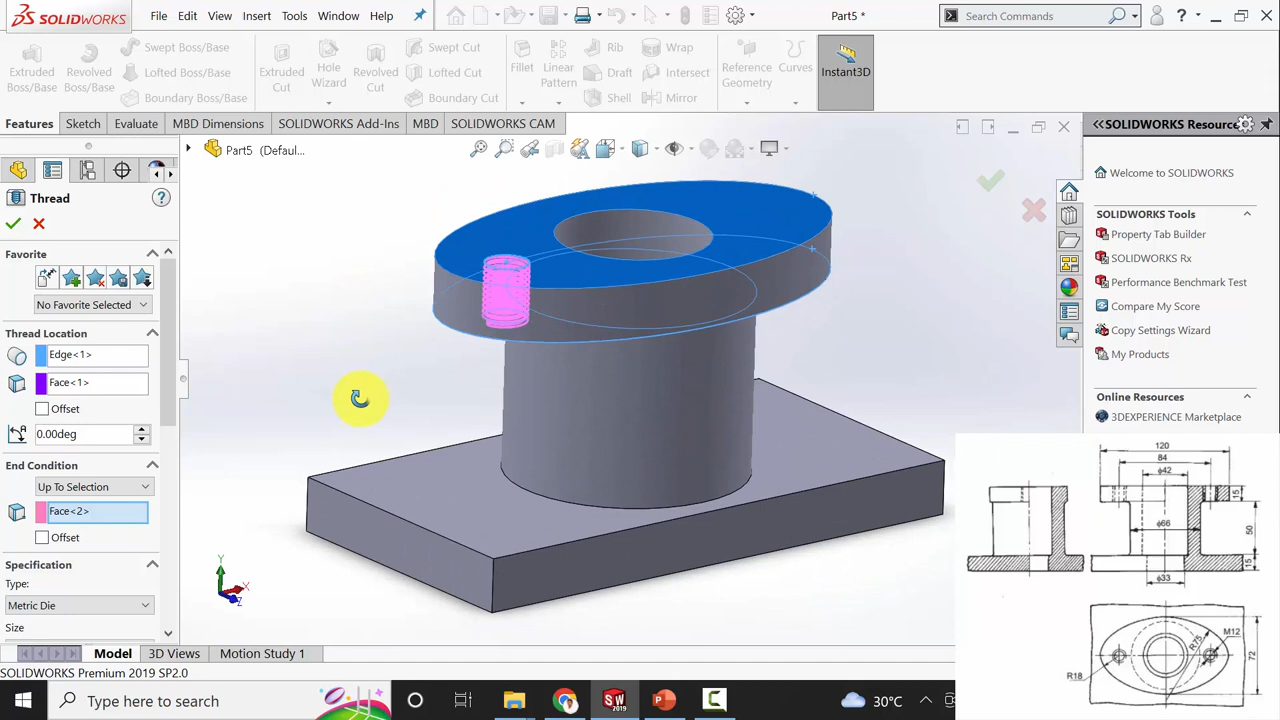 SOLIDWORKS File Edit View Insert Tools Window Help Part5 * Search Commands ?
Extruded Boss/Base Revolved Boss/Base Swept Boss/Base Lofted Boss/Base Boundary Boss/Base Extruded Cut Hole Wizard Revolved Cut Swept Cut Lofted Cut Boundary Cut Fillet Linear Pattern Rib Draft Shell Wrap Intersect Mirror Reference Geometry Curves Instant3D
Features Sketch Evaluate MBD Dimensions SOLIDWORKS Add-Ins MBD SOLIDWORKS CAM
Part5 (Defaul...
Thread ?
Favorite
No Favorite Selected
Thread Location
Edge<1>
Face<1>
Offset
0.00deg
End Condition
Up To Selection
Face<2>
Offset
Specification
Type:
Metric Die
Size
Y
X
Z
<< SOLIDWORKS Resource
Welcome to SOLIDWORKS
SOLIDWORKS Tools
Property Tab Builder
SOLIDWORKS Rx
Performance Benchmark Test
Compare My Score
Copy Settings Wizard
My Products
Online Resources
3DEXPERIENCE Marketplace
120
84
ϕ42
15
ϕ66
50
15
ϕ33
M12
R75
72
R18
Model 3D Views Motion Study 1
SOLIDWORKS Premium 2019 SP2.0
Type here to search
SW 2019
P
C
30°C